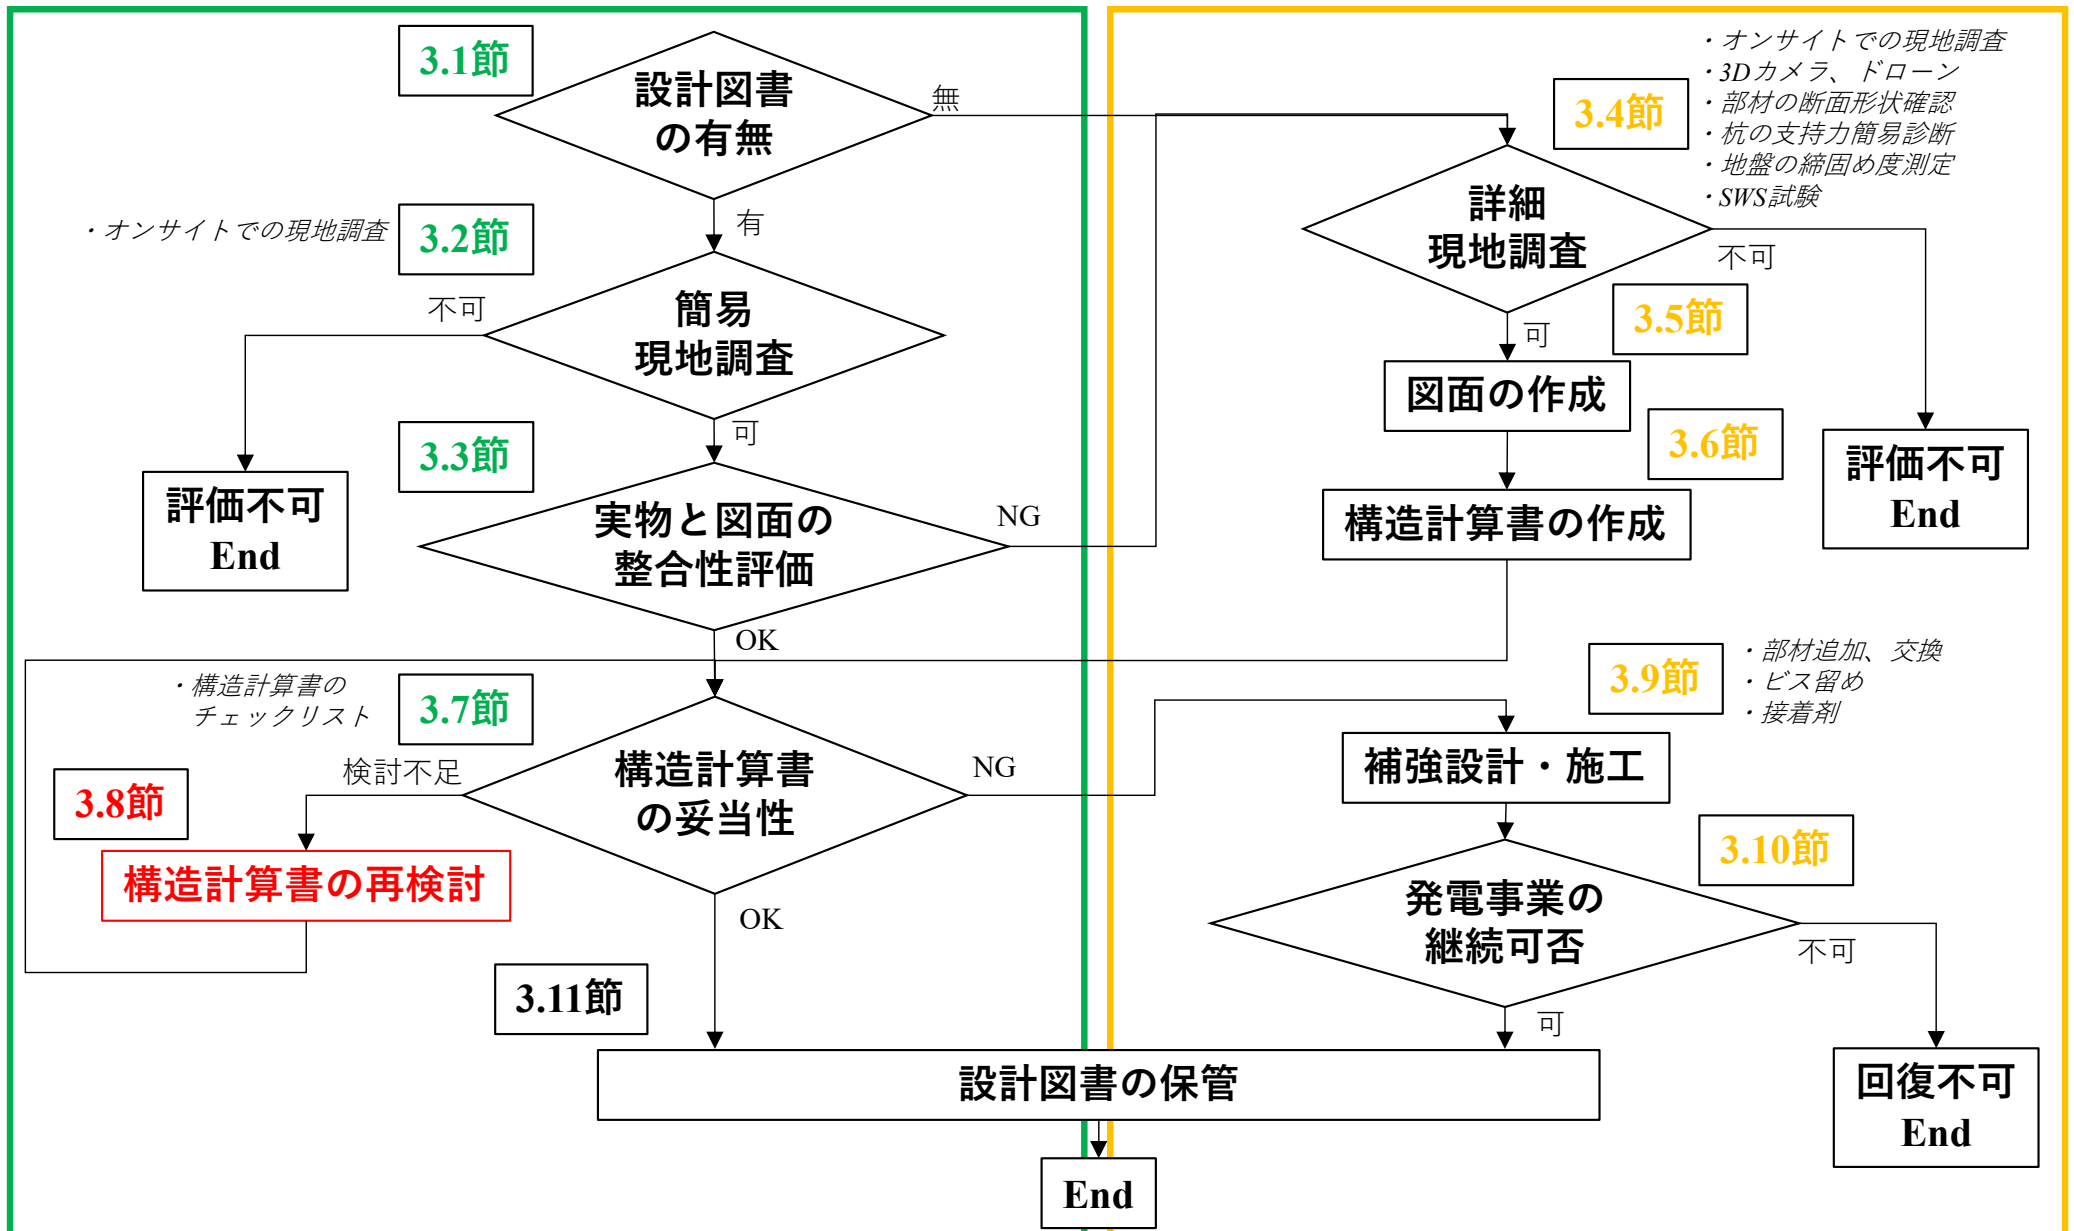 3.1節
設計図書
の有無
無
有
・オンサイトでの現地調査
3.2節
簡易
現地調査
不可
可
評価不可
End
3.3節
実物と図面の
整合性評価
NG
OK
・オンサイトでの現地調査
・3Dカメラ、ドローン
・部材の断面形状確認
・杭の支持力簡易診断
・地盤の締固め度測定
・SWS試験
3.4節
詳細
現地調査
不可
可
3.5節
図面の作成
3.6節
構造計算書の作成
評価不可
End
・構造計算書の
チェックリスト
3.7節
構造計算書
の妥当性
検討不足
NG
OK
3.8節
構造計算書の再検討
3.9節
・部材追加、交換
・ビス留め
・接着剤
補強設計・施工
3.10節
発電事業の
継続可否
不可
可
回復不可
End
3.11節
設計図書の保管
End